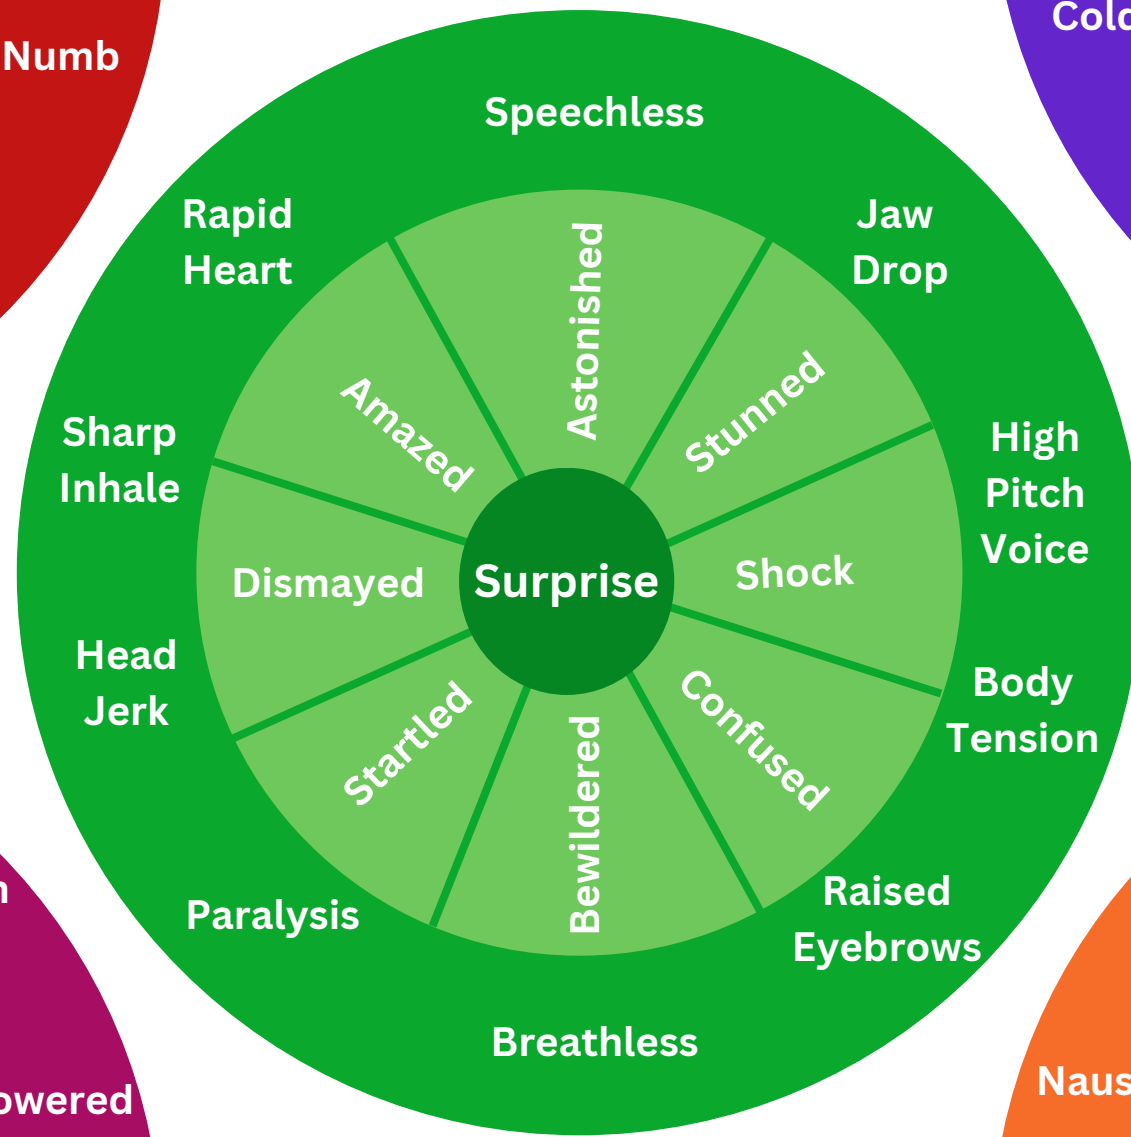 Numb
Speechless
Rapid
Heart
Jaw
Drop
Astonished
Amazed
Stunned
Sharp
Inhale
High
Pitch
Voice
Dismayed
Surprise
Shock
Head
Jerk
Body
Tension
Startled
Bewildered
Confused
Paralysis
Raised
Eyebrows
Breathless